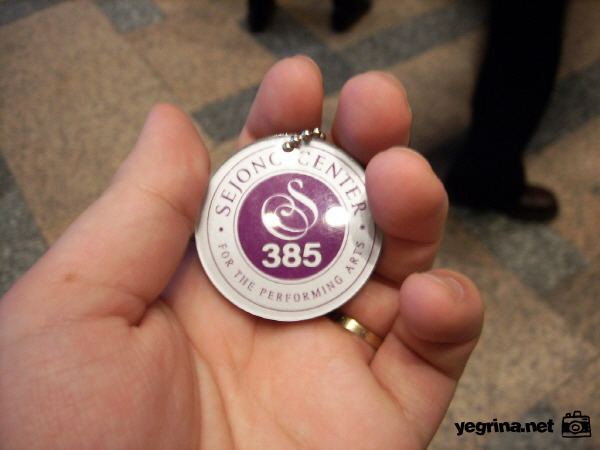 SEJONG CENTER
S
385
FOR THE PERFORMING ARTS
yegrina.net